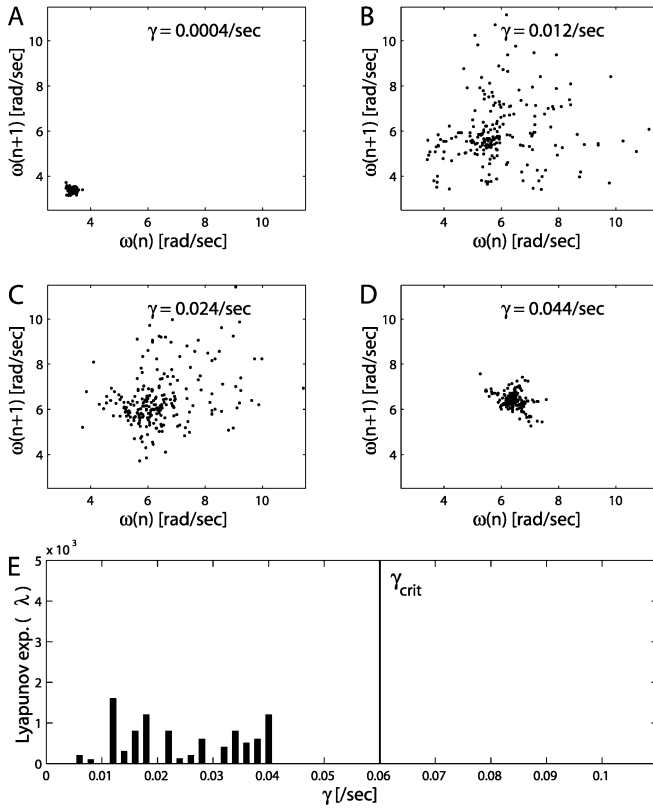 A
γ = 0.0004/sec
10
8
6
4
ω(n+1) [rad/sec]
4 6 8 10
ω(n) [rad/sec]
B
γ = 0.012/sec
10
8
6
4
ω(n+1) [rad/sec]
4 6 8 10
ω(n) [rad/sec]
C
γ = 0.024/sec
10
8
6
4
ω(n+1) [rad/sec]
4 6 8 10
ω(n) [rad/sec]
D
γ = 0.044/sec
10
8
6
4
ω(n+1) [rad/sec]
4 6 8 10
ω(n) [rad/sec]
E
x 10³
5
4
3
2
1
0
Lyapunov exp. ( λ)
γcrit
0 0.01 0.02 0.03 0.04 0.05 0.06 0.07 0.08 0.09 0.1
γ [/sec]